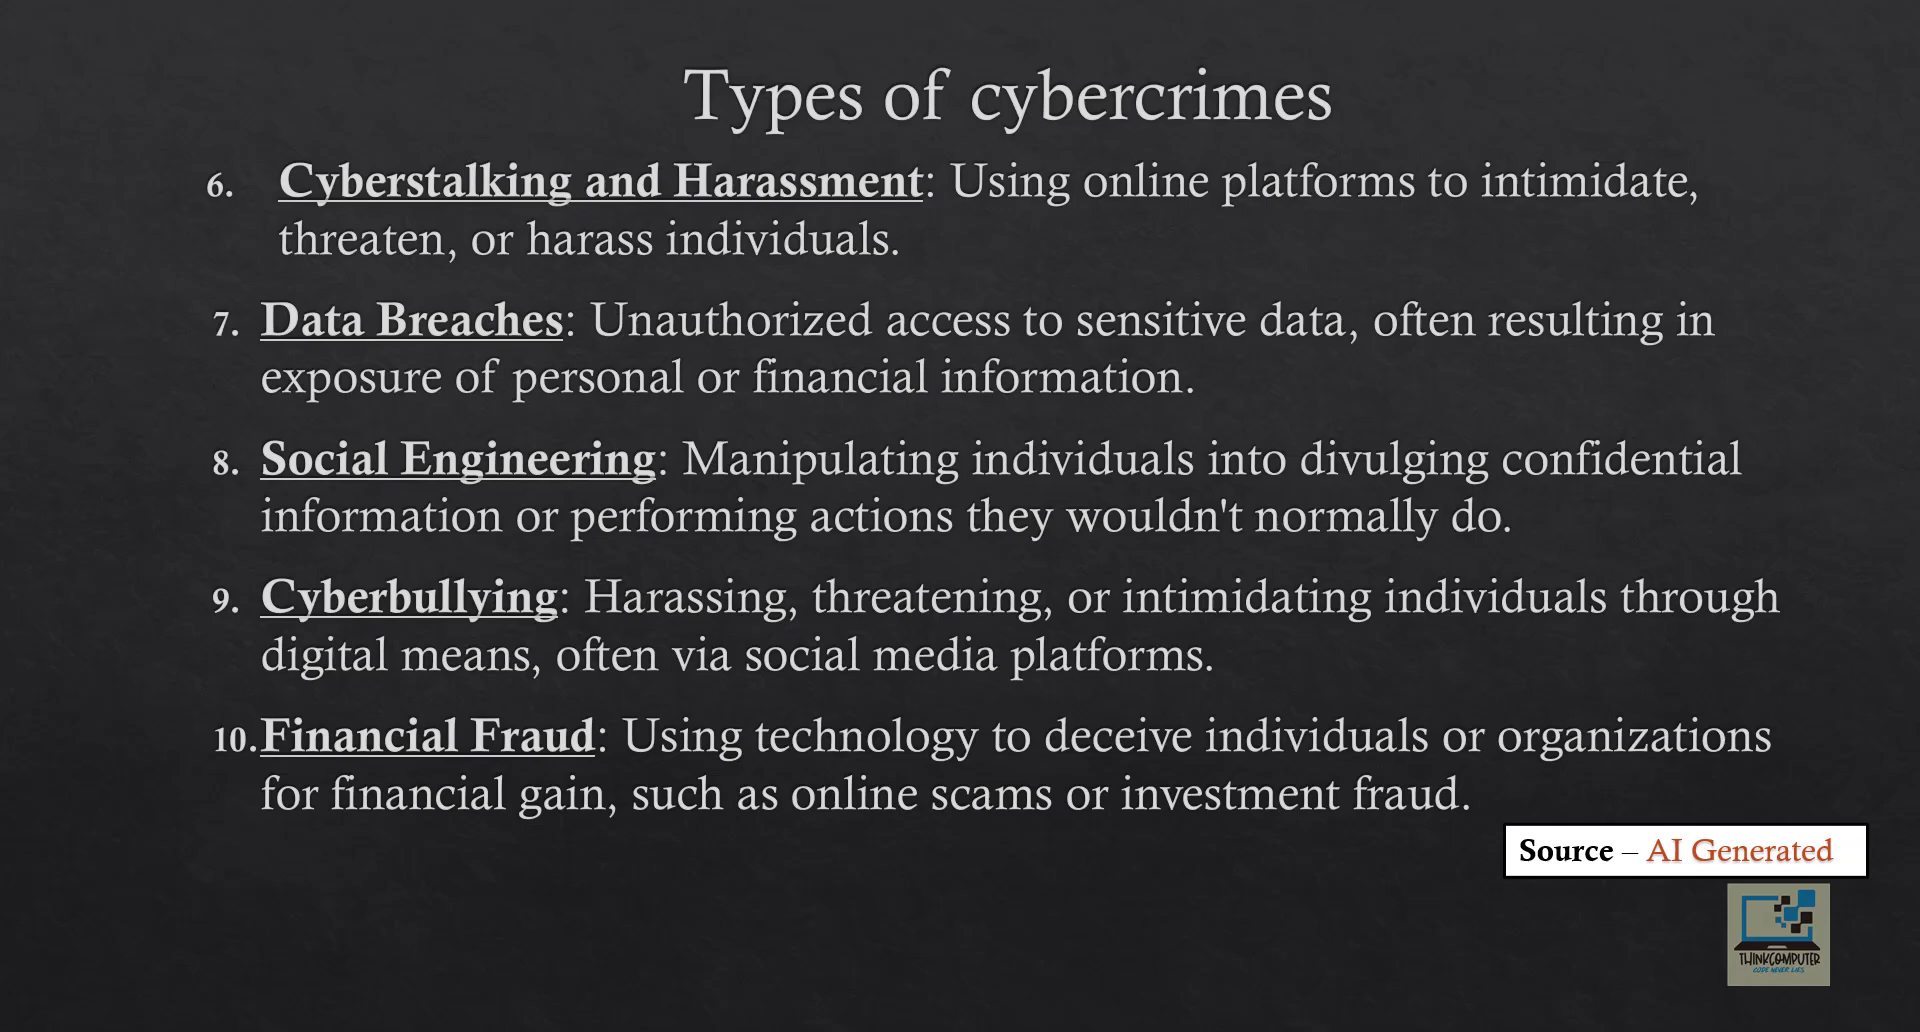 Types of cybercrimes
6. Cyberstalking and Harassment: Using online platforms to intimidate,
threaten, or harass individuals.
7. Data Breaches: Unauthorized access to sensitive data, often resulting in
exposure of personal or financial information.
8. Social Engineering: Manipulating individuals into divulging confidential
information or performing actions they wouldn't normally do.
9. Cyberbullying: Harassing, threatening, or intimidating individuals through
digital means, often via social media platforms.
10. Financial Fraud: Using technology to deceive individuals or organizations
for financial gain, such as online scams or investment fraud.
Source – AI Generated
THINKCOMPUTER
CODE NEVER LIES